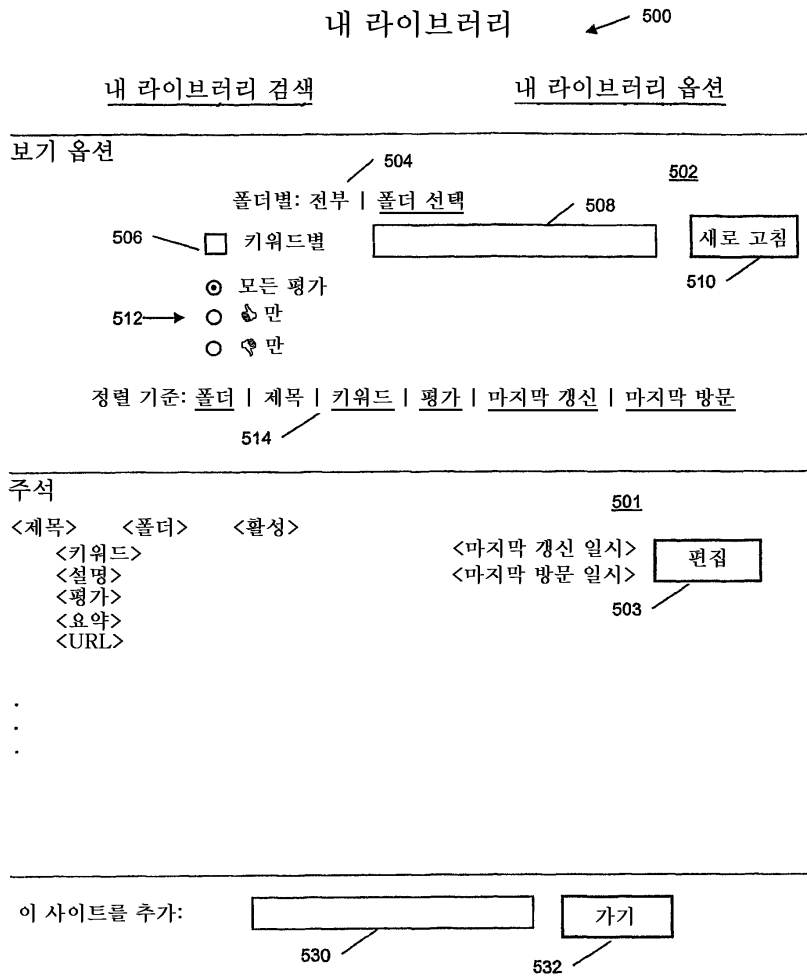 내 라이브러리 500
내 라이브러리 검색 내 라이브러리 옵션
보기 옵션
504 502
폴더별: 전부 | 폴더 선택 508
506 키워드별 새로 고침
510
모든 평가
512 만
만
정렬 기준: 폴더 | 제목 | 키워드 | 평가 | 마지막 갱신 | 마지막 방문
514
주석 501
<제목> <폴더> <활성>
<키워드> <마지막 갱신 일시> 편집
<설명> <마지막 방문 일시>
<평가> 503
<요약>
<URL>
.
.
.
이 사이트를 추가: 가기
530 532